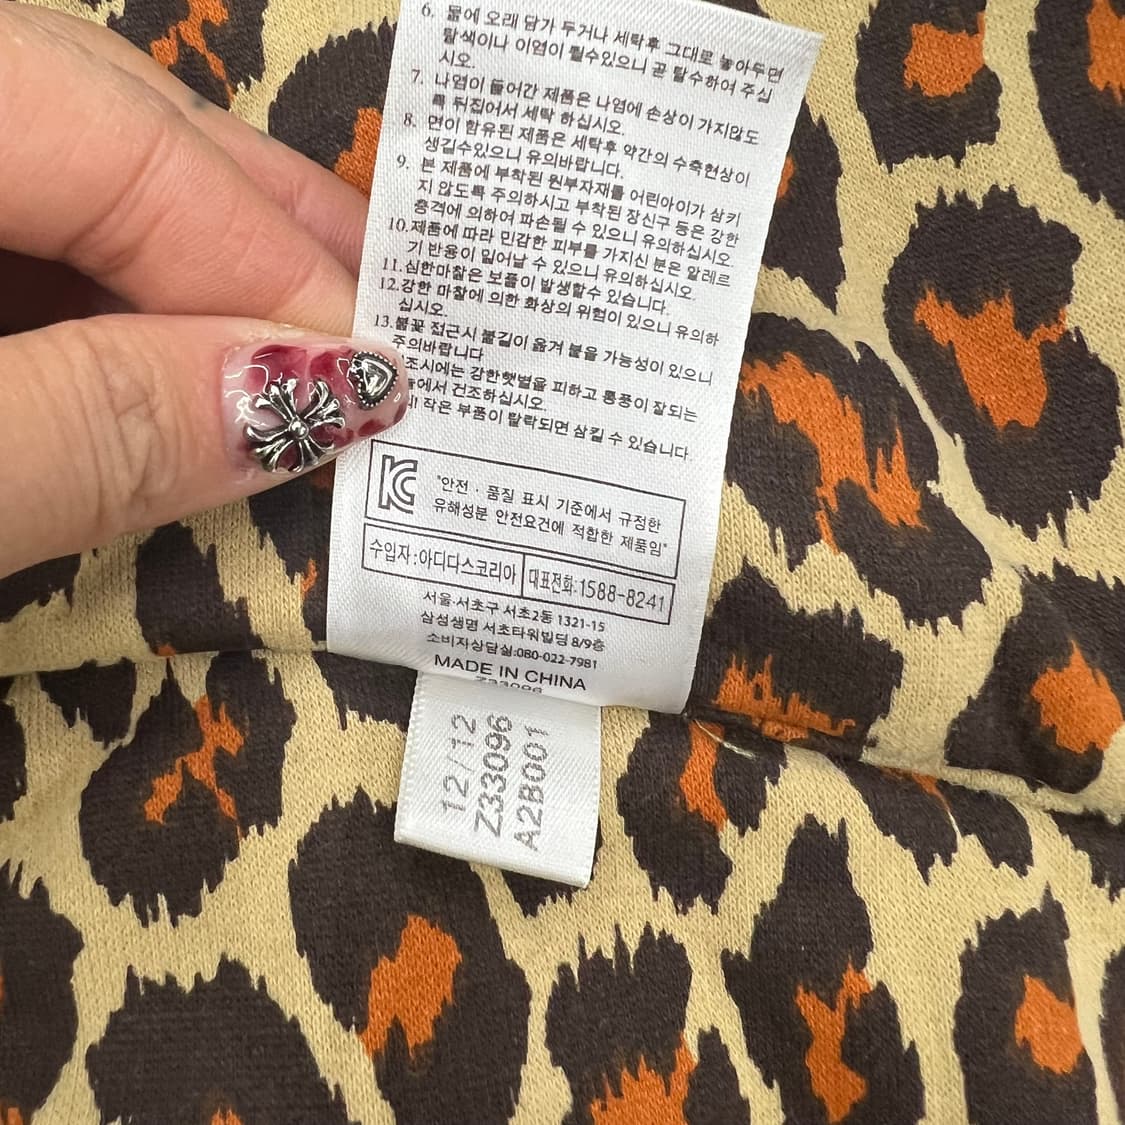 6. 물에 오래 담가 두거나 세탁후 그대로 놓아두면
탈색이나 이염이 될수있으니 곧 탈수하여 주십
시오
7. 나염이 들어간 제품은 나염에 손상이 가지않도
록 뒤집어서 세탁 하십시오.
8. 면이 함유된 제품은 세탁후 약간의 수축현상이
생길수있으니 유의바랍니다.
9. 본 제품에 부착된 원부자재를 어린아이가 삼키
지 않도록 주의하시고 부착된 장신구 등은 강한
충격에 의하여 파손될 수 있으니 유의하십시오
10.제품에 따라 민감한 피부를 가지신 분은 알레르
기 반응이 일어날 수 있으니 유의하십시오.
11.심한마찰은 보풀이 발생할수 있습니다.
12.강한 마찰에 의한 화상의 위험이 있으니 유의하
십시오
13.불꽃 접근시 불길이 옮겨 붙을 가능성이 있으니
주의바랍니다
조시에는 강한햇볕을 피하고 통풍이 잘되는
에서 건조하십시오.
작은 부품이 탈락되면 삼킬 수 있습니다.
KC
"안전 · 품질 표시 기준에서 규정한
유해성분 안전요건에 적합한 제품임"
수입자:아디다스코리아 대표전화:1588-8241
서울 서초구 서초2동 1321-15
삼성생명 서초타워빌딩 8/9층
소비자상담실:080-022-7981
MADE IN CHINA
Z33096
12/12
Z33096
A2B001